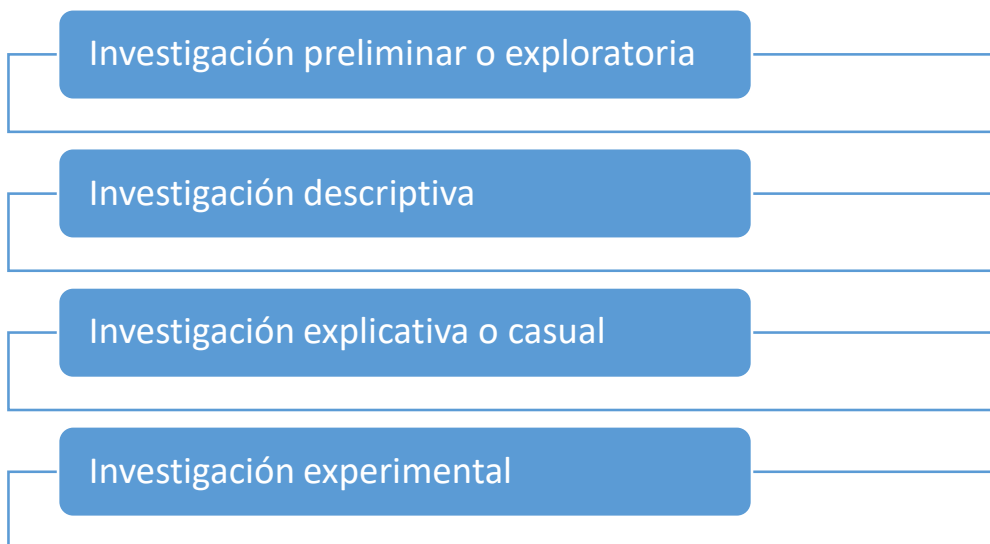 Investigación preliminar o exploratoria
Investigación descriptiva
Investigación explicativa o casual
Investigación experimental